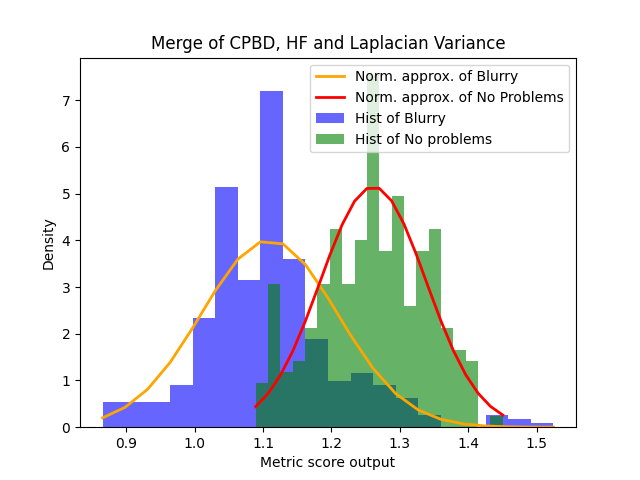 Merge of CPBD, HF and Laplacian Variance
Norm. approx. of Blurry
Norm. approx. of No Problems
Hist of Blurry
Hist of No problems
Density
7
6
5
4
3
2
1
0
0.9 1.0 1.1 1.2 1.3 1.4 1.5
Metric score output